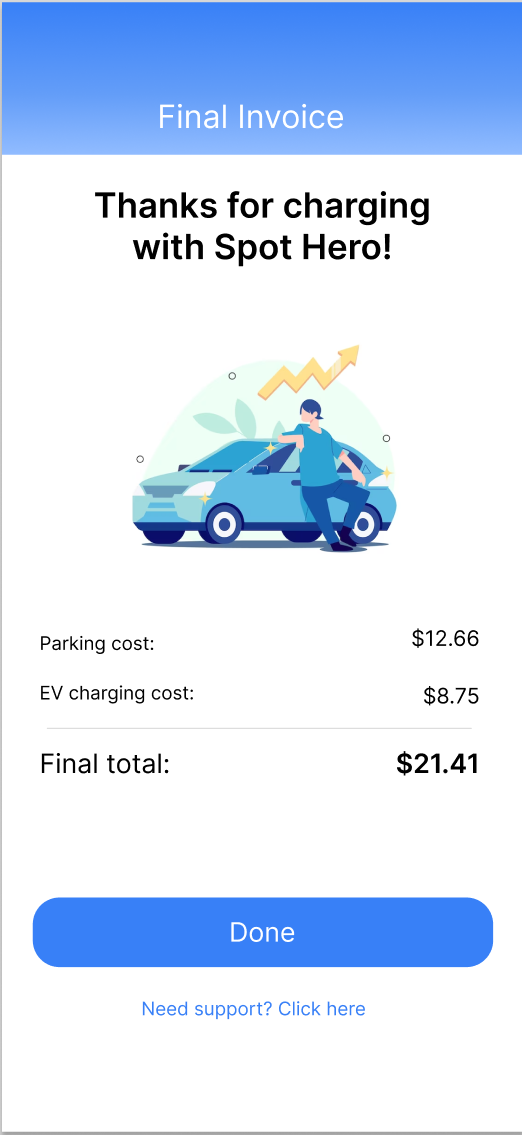 Final Invoice
Thanks for charging
with Spot Hero!
Parking cost: $12.66
EV charging cost: $8.75
Final total: $21.41
Done
Need support? Click here